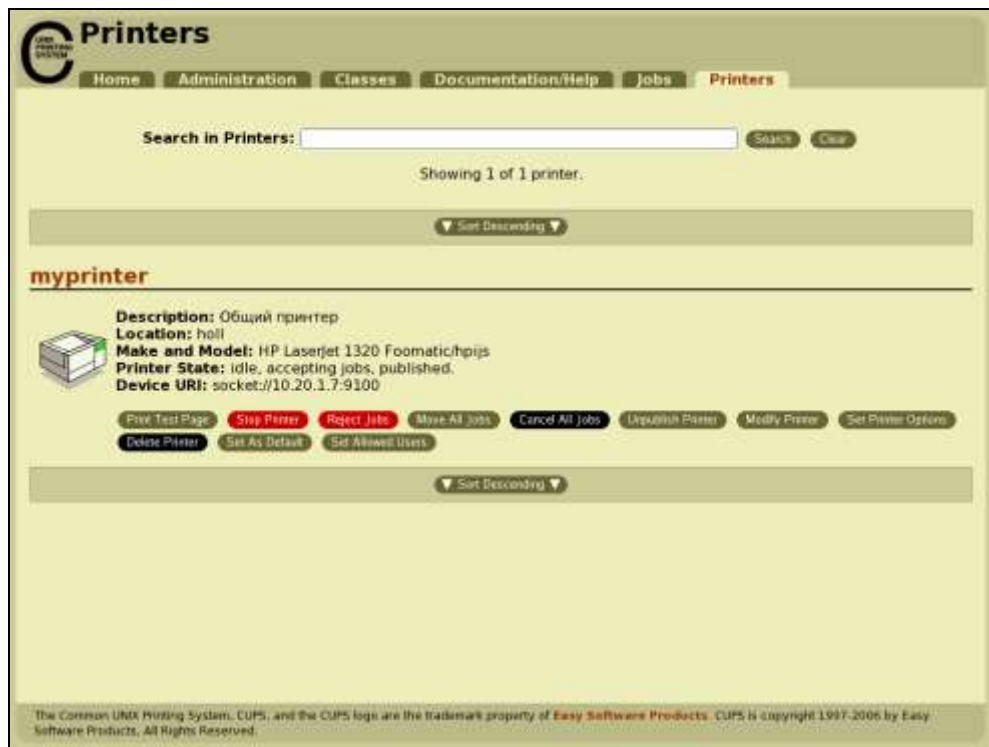 UNIX
PRINTING
SYSTEM
Printers
Home Administration Classes Documentation/Help Jobs Printers
Search in Printers: Search Clear
Showing 1 of 1 printer.
▼ Sort Descending ▼
myprinter
Description: Общий принтер
Location: holl
Make and Model: HP LaserJet 1320 Foomatic/hpijs
Printer State: idle, accepting jobs, published.
Device URI: socket://10.20.1.7:9100
Print Test Page Stop Printer Reject Jobs Move All Jobs Cancel All Jobs Unpublish Printer Modify Printer Set Printer Options
Delete Printer Set As Default Set Allowed Users
▼ Sort Descending ▼
The Common UNIX Printing System, CUPS, and the CUPS logo are the trademark property of Easy Software Products. CUPS is copyright 1997-2006 by Easy
Software Products, All Rights Reserved.